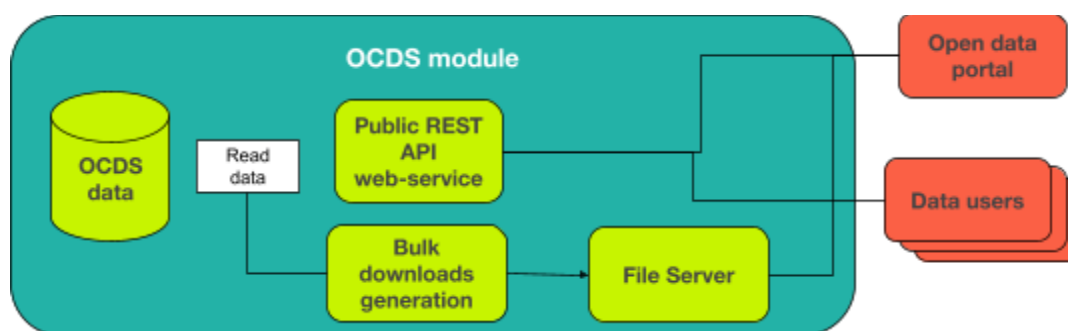 OCDS module
Open data
portal
OCDS
data
Read
data
Public REST
API
web-service
Data users
Bulk
downloads
generation
File Server